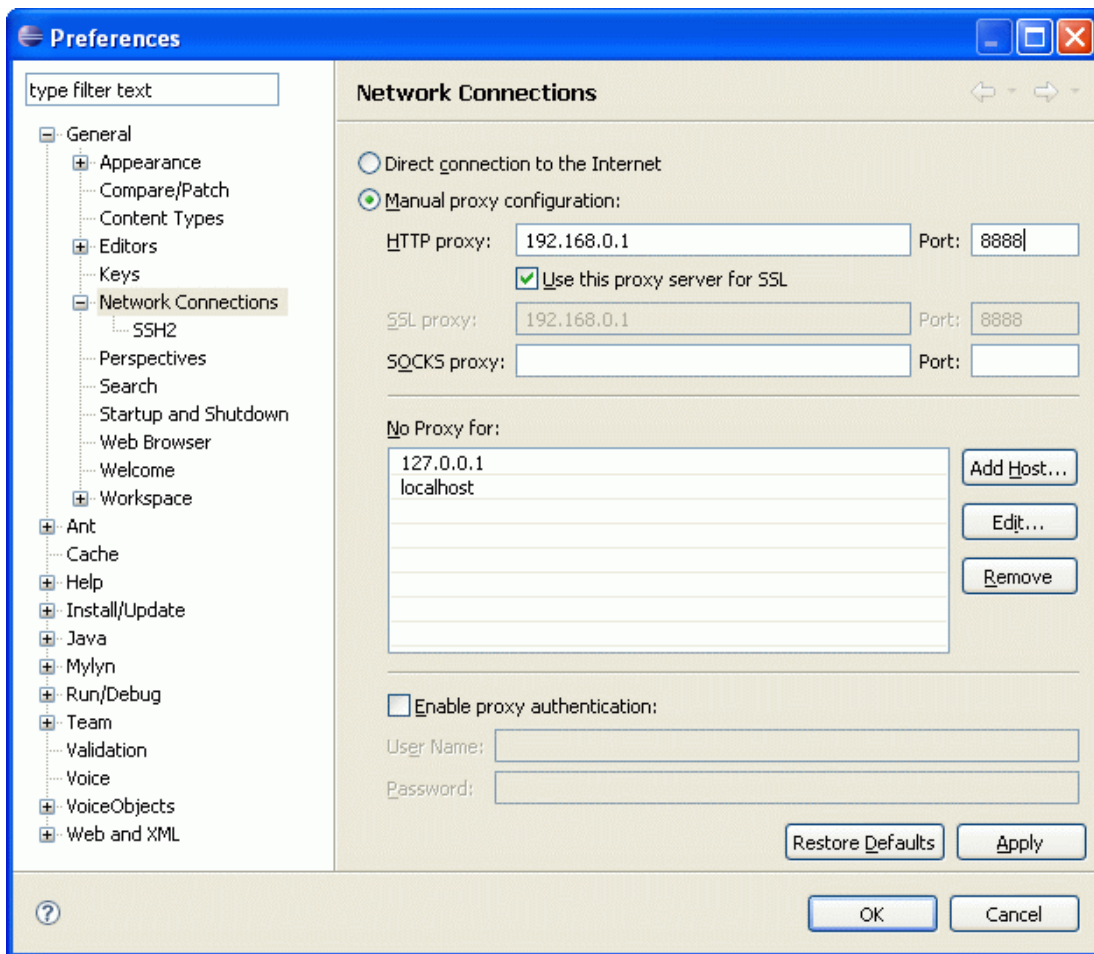 Preferences
type filter text
General
Appearance
Compare/Patch
Content Types
Editors
Keys
Network Connections
SSH2
Perspectives
Search
Startup and Shutdown
Web Browser
Welcome
Workspace
Ant
Cache
Help
Install/Update
Java
Mylyn
Run/Debug
Team
Validation
Voice
VoiceObjects
Web and XML
Network Connections
Direct connection to the Internet
Manual proxy configuration:
HTTP proxy: 192.168.0.1 Port: 8888
Use this proxy server for SSL
SSL proxy: 192.168.0.1 Port: 8888
SOCKS proxy: Port:
No Proxy for:
127.0.0.1
localhost
Add Host...
Edit...
Remove
Enable proxy authentication:
User Name:
Password:
Restore Defaults Apply
? OK Cancel